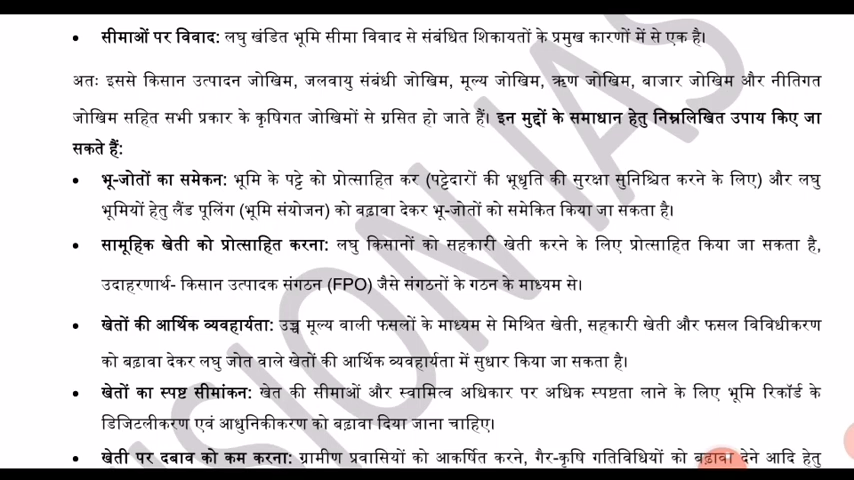 • सीमाओं पर विवाद: लघु खंडित भूमि सीमा विवाद से संबंधित शिकायतों के प्रमुख कारणों में से एक है।
अतः इससे किसान उत्पादन जोखिम, जलवायु संबंधी जोखिम, मूल्य जोखिम, ऋण जोखिम, बाजार जोखिम और नीतिगत
जोखिम सहित सभी प्रकार के कृषिगत जोखिमों से ग्रसित हो जाते हैं। इन मुद्दों के समाधान हेतु निम्नलिखित उपाय किए जा
सकते हैं:
• भू-जोतों का समेकन: भूमि के पट्टे को प्रोत्साहित कर (पट्टेदारों की भूधृति की सुरक्षा सुनिश्चित करने के लिए) और लघु
भूमियों हेतु लैंड पूलिंग (भूमि संयोजन) को बढ़ावा देकर भू-जोतों को समेकित किया जा सकता है।
• सामूहिक खेती को प्रोत्साहित करना: लघु किसानों को सहकारी खेती करने के लिए प्रोत्साहित किया जा सकता है,
उदाहरणार्थ- किसान उत्पादक संगठन (FPO) जैसे संगठनों के गठन के माध्यम से।
• खेतों की आर्थिक व्यवहार्यता: उच्च मूल्य वाली फसलों के माध्यम से मिश्रित खेती, सहकारी खेती और फसल विविधीकरण
को बढ़ावा देकर लघु जोत वाले खेतों की आर्थिक व्यवहार्यता में सुधार किया जा सकता है।
• खेतों का स्पष्ट सीमांकन: खेत की सीमाओं और स्वामित्व अधिकार पर अधिक स्पष्टता लाने के लिए भूमि रिकॉर्ड के
डिजिटलीकरण एवं आधुनिकीकरण को बढ़ावा दिया जाना चाहिए।
• खेती पर दबाव को कम करना: ग्रामीण प्रवासियों को आकर्षित करने, गैर-कृषि गतिविधियों को बढ़ावा देने आदि हेतु
VISION IAS